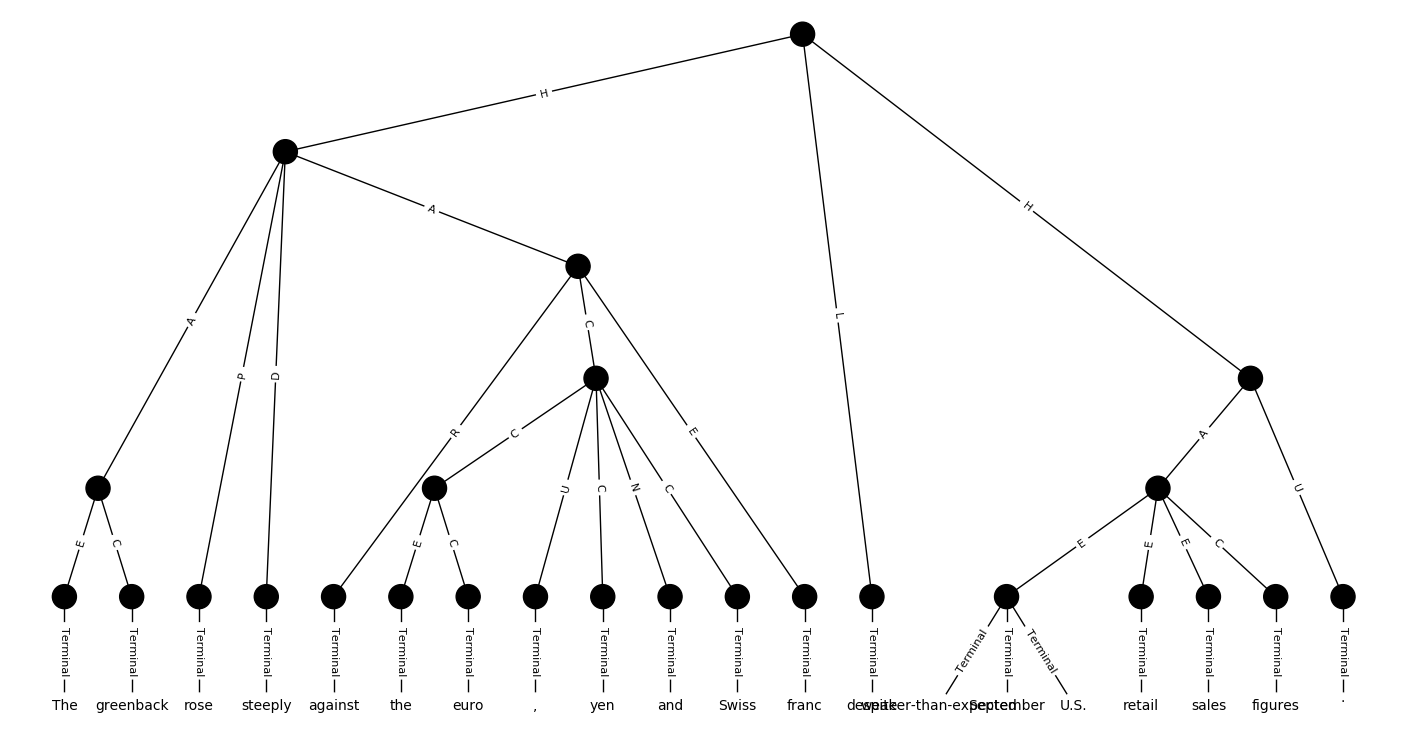 H
A
A
L
H
C
A
P
D
R
C
E
A
U
C
N
C
U
E
C
E
C
E
E
E
C
Terminal Terminal Terminal Terminal Terminal Terminal Terminal Terminal Terminal Terminal Terminal Terminal Terminal Terminal Terminal Terminal Terminal Terminal Terminal Terminal
The greenback rose steeply against the euro , yen and Swiss franc despite weaker-than-expected September U.S. retail sales figures .